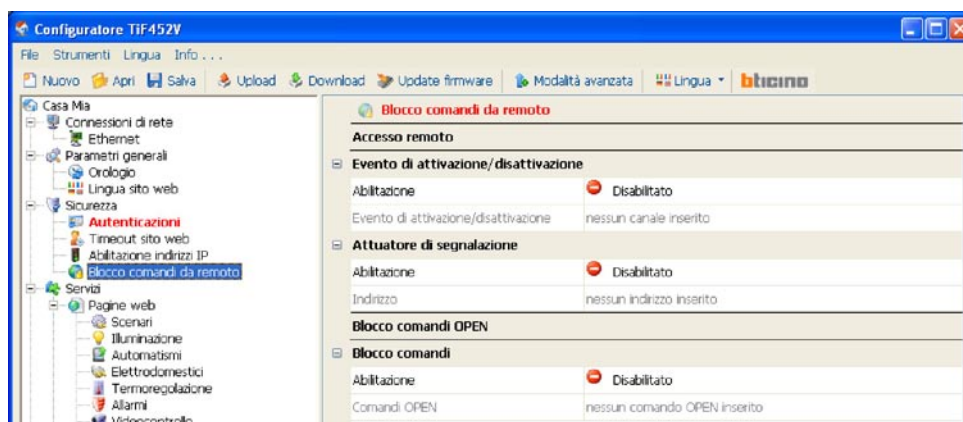 Configuratore TiF452V
File Strumenti Lingua Info . . .
Nuovo Apri Salva Upload Download Update firmware Modalità avanzata Lingua bticino
Casa Mia
Connessioni di rete
Ethernet
Parametri generali
Orologio
Lingua sito web
Sicurezza
Autenticazioni
Timeout sito web
Abilitazione indirizzi IP
Blocco comandi da remoto
Servizi
Pagine web
Scenari
Illuminazione
Automatismi
Elettrodomestici
Termoregolazione
Allarmi
Videocontrollo
Blocco comandi da remoto
Accesso remoto
Evento di attivazione/disattivazione
Abilitazione Disabilitato
Evento di attivazione/disattivazione nessun canale inserito
Attuatore di segnalazione
Abilitazione Disabilitato
Indirizzo nessun indirizzo inserito
Blocco comandi OPEN
Blocco comandi
Abilitazione Disabilitato
Comandi OPEN nessun comando OPEN inserito